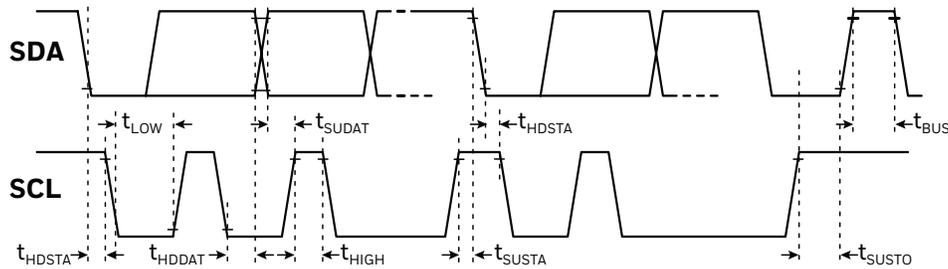 SDA
tLOW tSUDAT tHDSTA tBUS
SCL
tHDSTA tHDDAT tHIGH tSUSTA tSUSTO